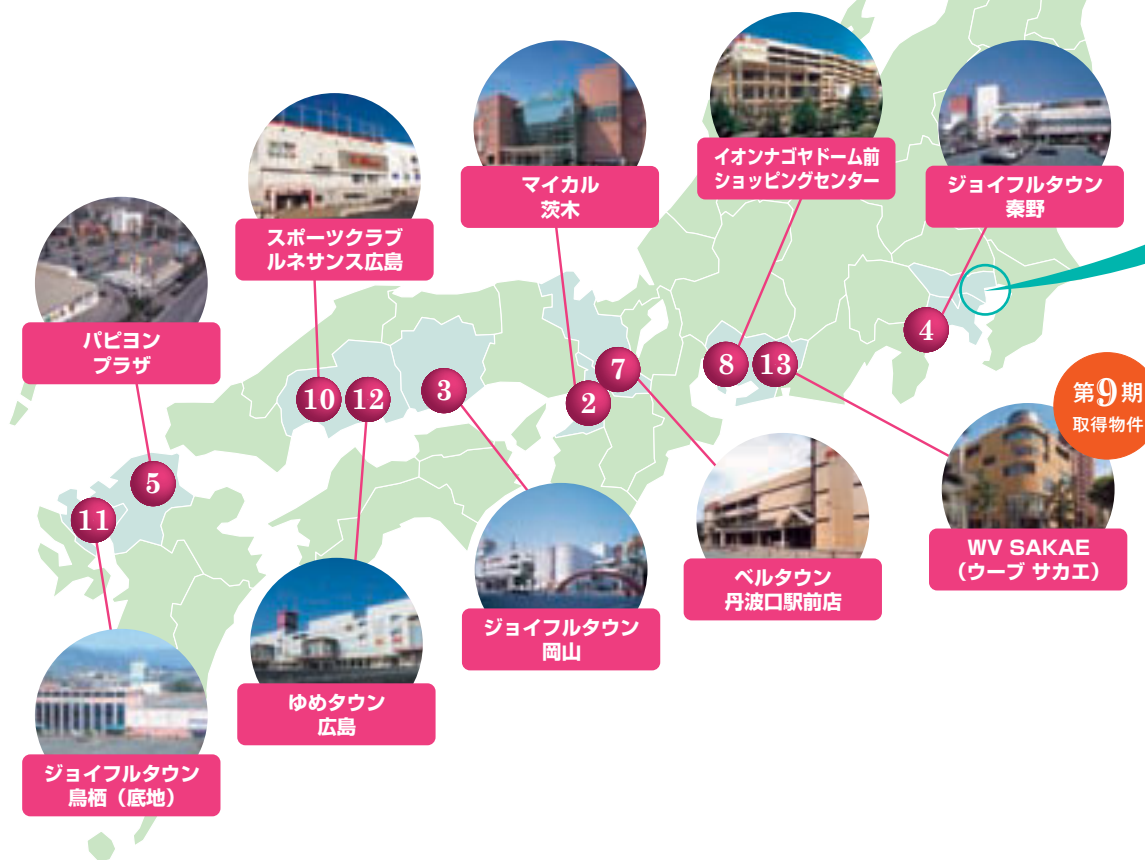 イオンナゴヤドーム前
ショッピングセンター
マイカル
茨木
ジョイフルタウン
秦野
スポーツクラブ
ルネサンス広島
パピヨン
プラザ
4
8
13
7
2
3
10
12
5
11
第9期
取得物件
WV SAKAE
（ウーブ サカエ）
ベルタウン
丹波口駅前店
ジョイフルタウン
岡山
ゆめタウン
広島
ジョイフルタウン
鳥栖（底地）